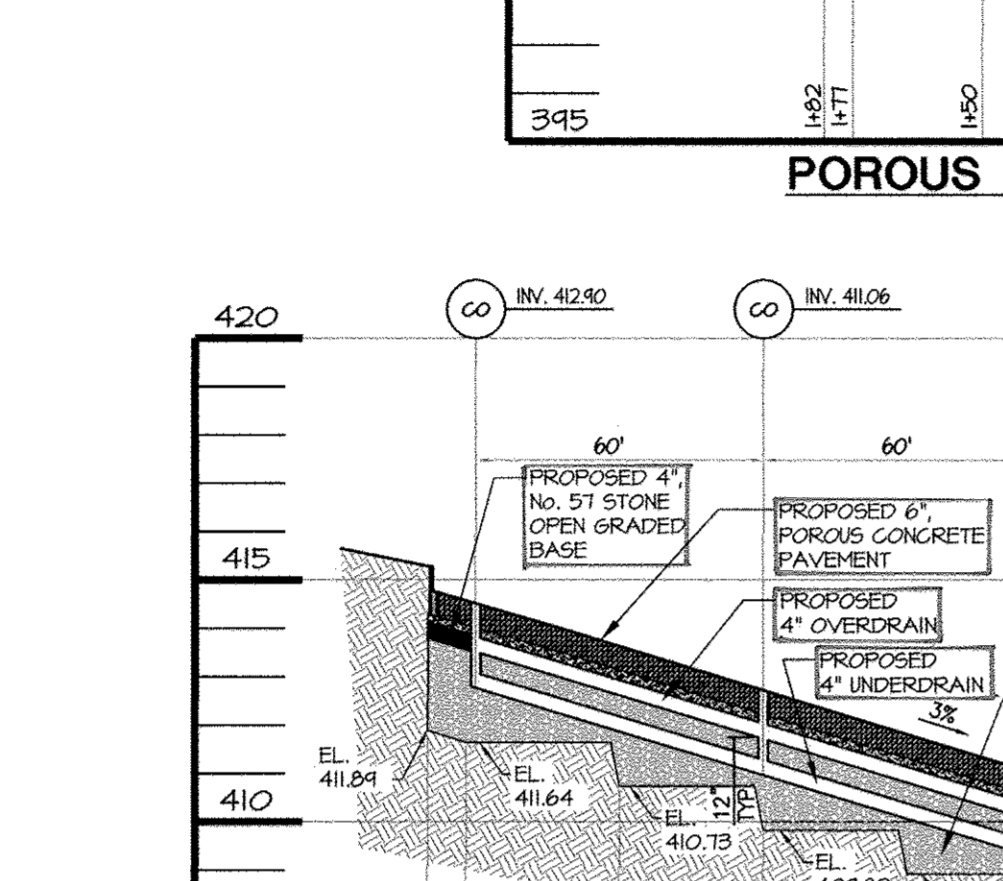 1+82
1+77
1+50
395
POROUS
CO
INV. 412.90
CO
INV. 411.06
420
60'
60'
PROPOSED 4",
No. 57 STONE
OPEN GRADED
BASE
PROPOSED 6",
POROUS CONCRETE
PAVEMENT
415
PROPOSED
4" OVERDRAIN
PROPOSED
4" UNDERDRAIN
3%
EL.
411.89
EL.
411.64
12"
TYP
410
EL.
410.73
EL.